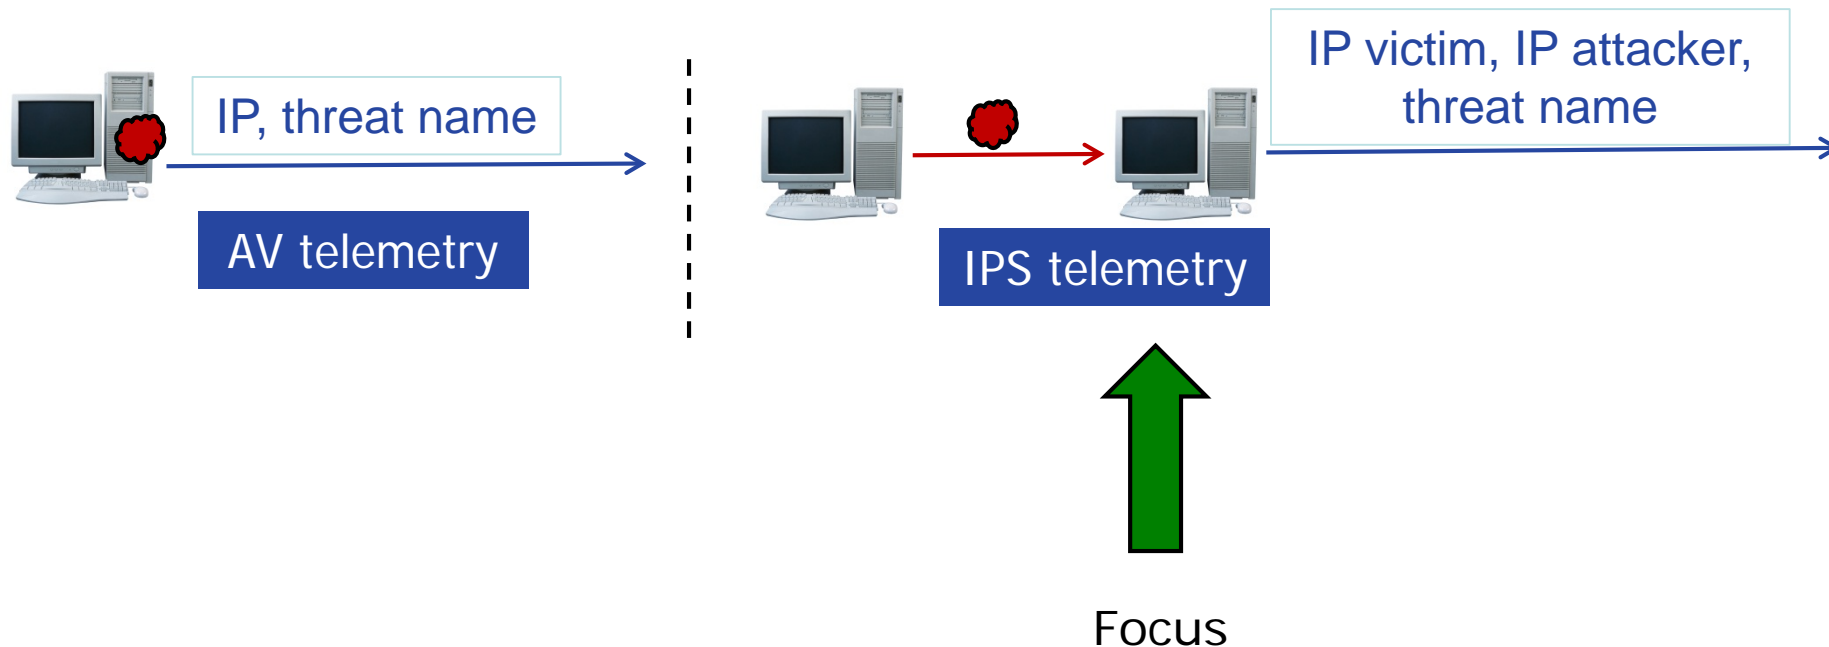 IP, threat name
AV telemetry
IP victim, IP attacker,
threat name
IPS telemetry
Focus